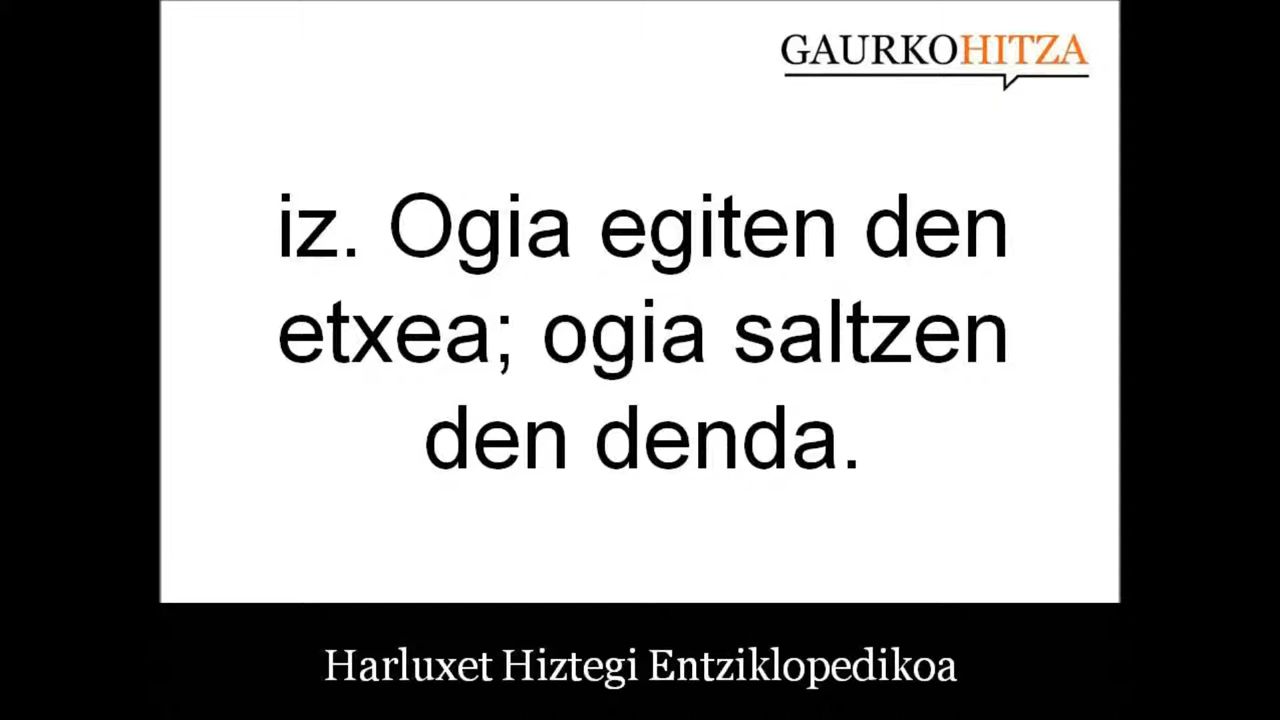 GAURKOHITZA
iz. Ogia egiten den
etxea; ogia saltzen
den denda.
Harluxet Hiztegi Entziklopedikoa